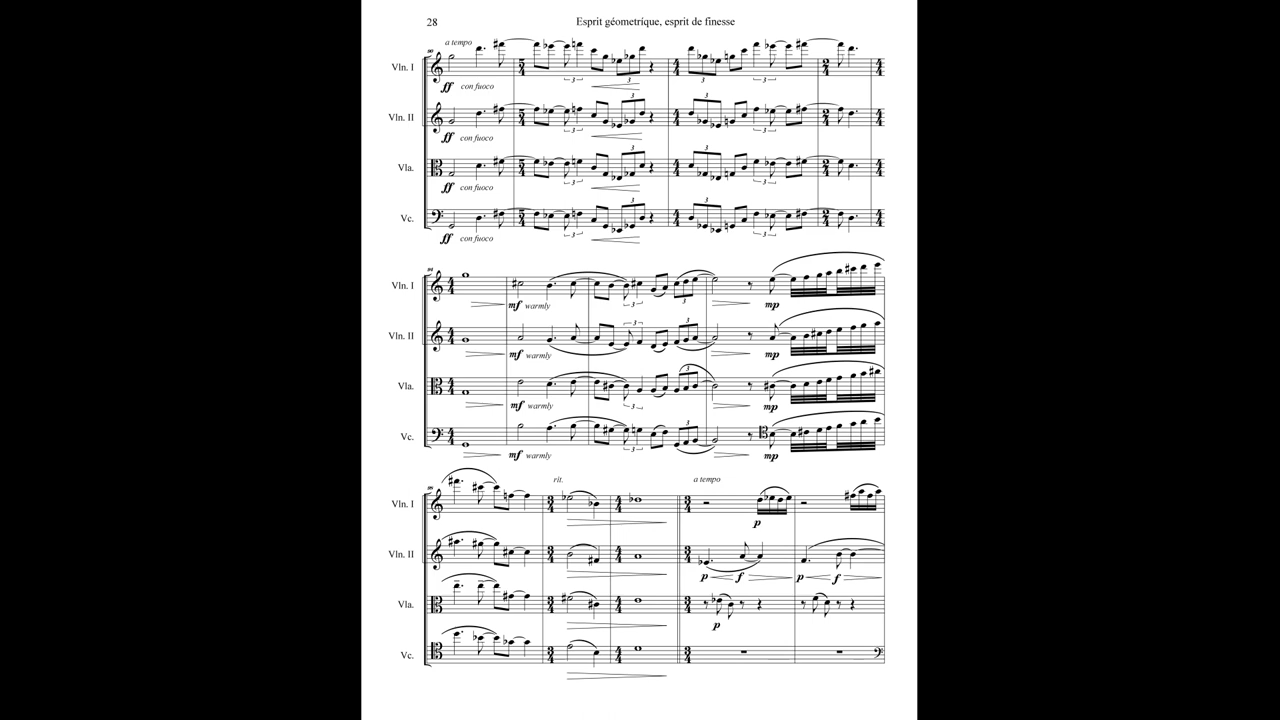 28
Esprit géometríque, esprit de finesse
a tempo
Vln. I
ff con fuoco
Vln. II
ff con fuoco
Vla.
ff con fuoco
Vc.
ff con fuoco
Vln. I
mf warmly
mp
Vln. II
mf warmly
mp
Vla.
mf warmly
mp
Vc.
mf warmly
mp
rit.
a tempo
Vln. I
p
Vln. II
p f p f
Vla.
p
Vc.